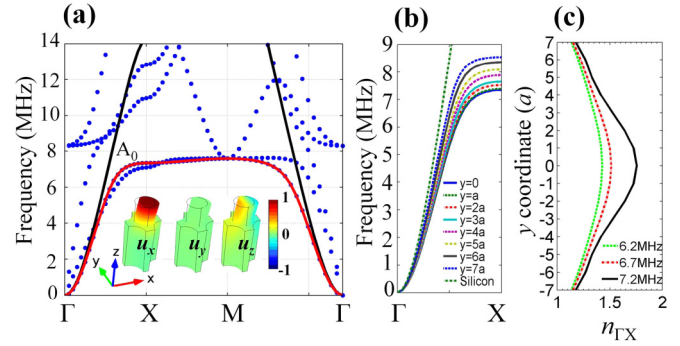 (a)
Frequency (MHz)
14
12
10
8
6
4
2
0
A0
ux
uy
uz
1
0
-1
y
z
x
Γ X M Γ
(b)
Frequency (MHz)
9
8
7
6
5
4
3
2
1
0
y=0
y=a
y=2a
y=3a
y=4a
y=5a
y=6a
y=7a
Silicon
Γ X
(c)
y coordinate (a)
7
6
5
4
3
2
1
0
-1
-2
-3
-4
-5
-6
-7
6.2MHz
6.7MHz
7.2MHz
1 1.5 2
nΓX